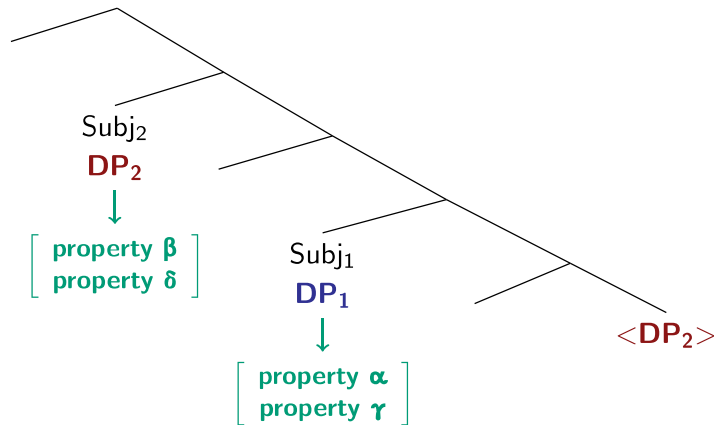 Subj₂
DP₂
property β
property δ
Subj₁
DP₁
<DP₂>
property α
property γ